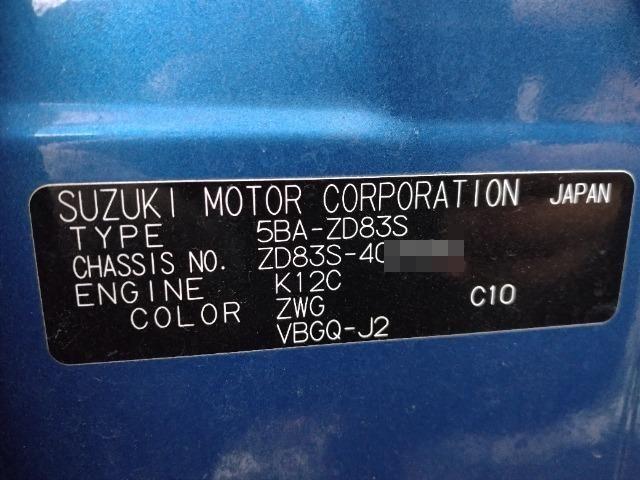 SUZUKI MOTOR CORPORATION JAPAN
TYPE 5BA-ZD83S
CHASSIS NO. ZD83S-40
ENGINE K12C
COLOR ZWG C10
VBGQ-J2